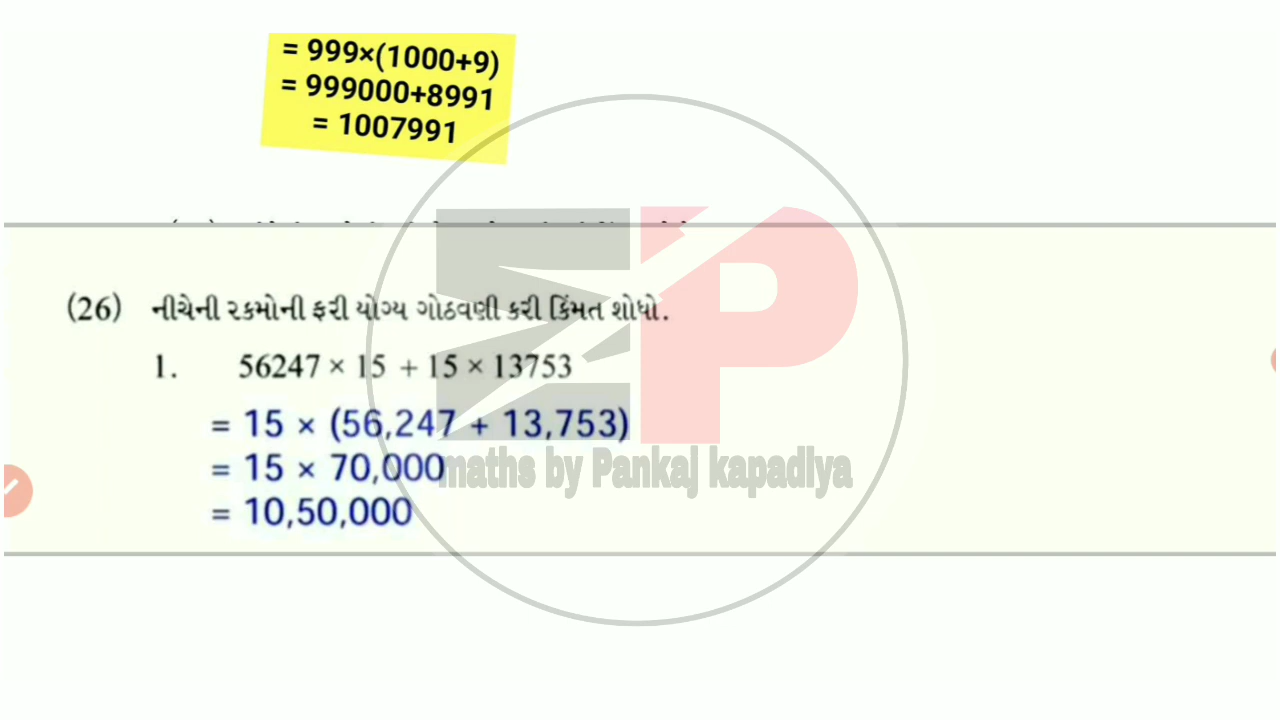 = 999×(1000+9)
= 999000+8991
= 1007991
(26) નીચેની રકમોની ફરી યોગ્ય ગોઠવણી કરી કિંમત શોધો.
1. 56247 × 15 + 15 × 13753
= 15 × (56,247 + 13,753)
= 15 × 70,000
= 10,50,000
maths by Pankaj kapadiya